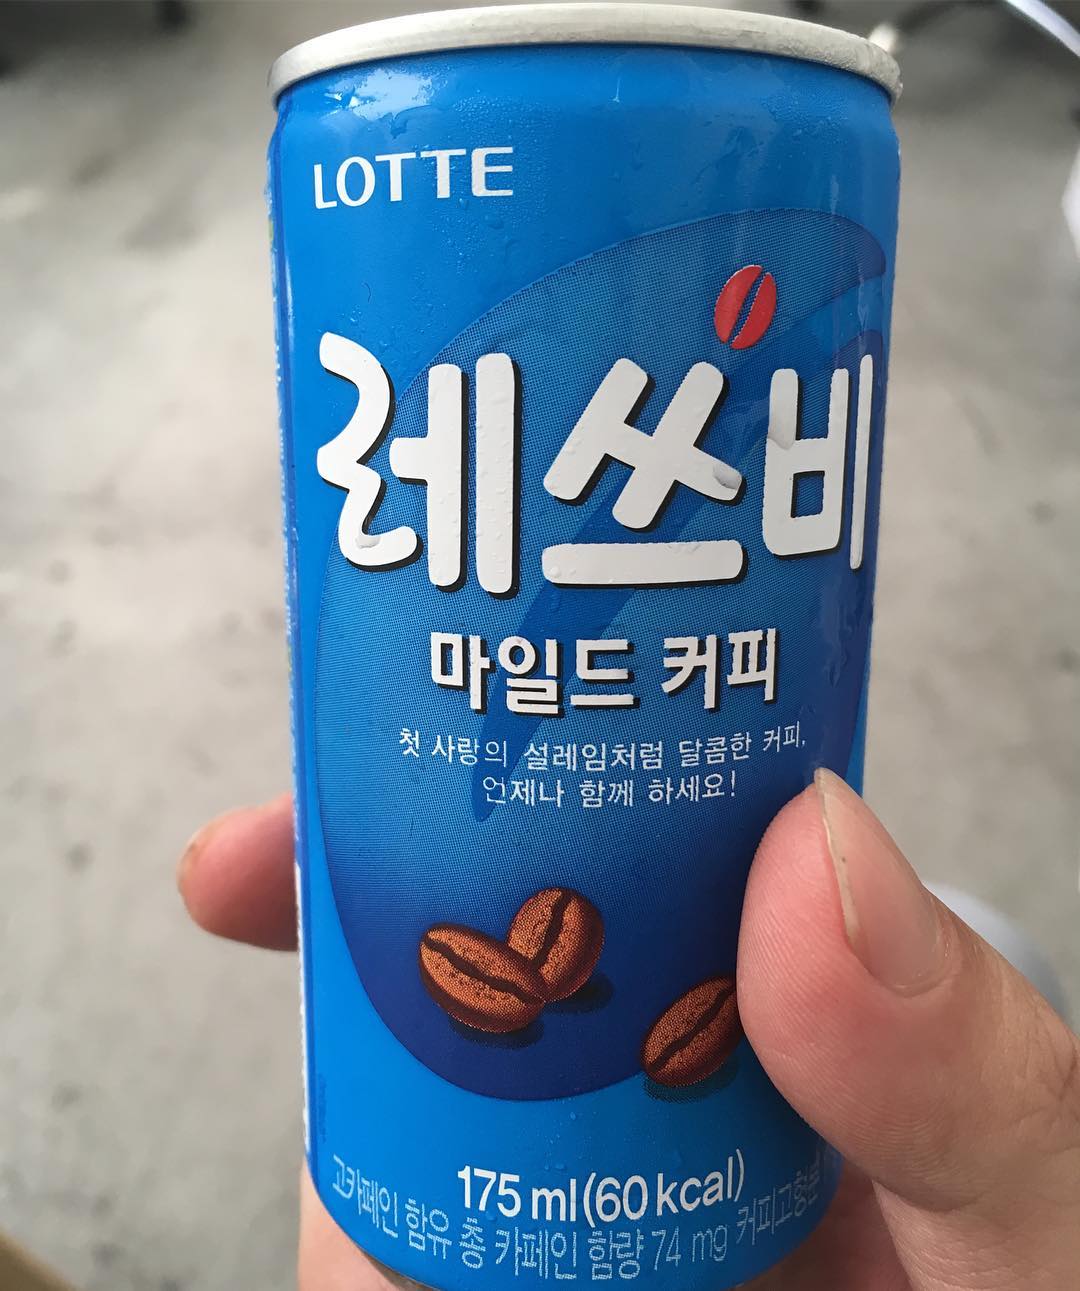 LOTTE
레쓰비
마일드 커피
첫 사랑의 설레임처럼 달콤한 커피,
언제나 함께 하세요!
175 ml(60 kcal)
고카페인 함유 총 카페인 함량 74 mg 커피고형분